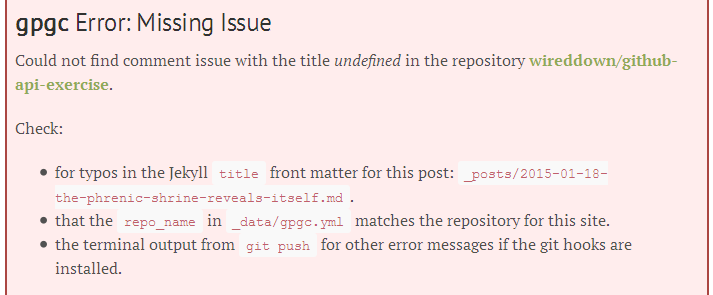 gpgc Error: Missing Issue
Could not find comment issue with the title undefined in the repository wireddown/github-
api-exercise.
Check:
for typos in the Jekyll title front matter for this post: _posts/2015-01-18-
the-phrenic-shrine-reveals-itself.md .
that the repo_name in _data/gpgc.yml matches the repository for this site.
the terminal output from git push for other error messages if the git hooks are
installed.